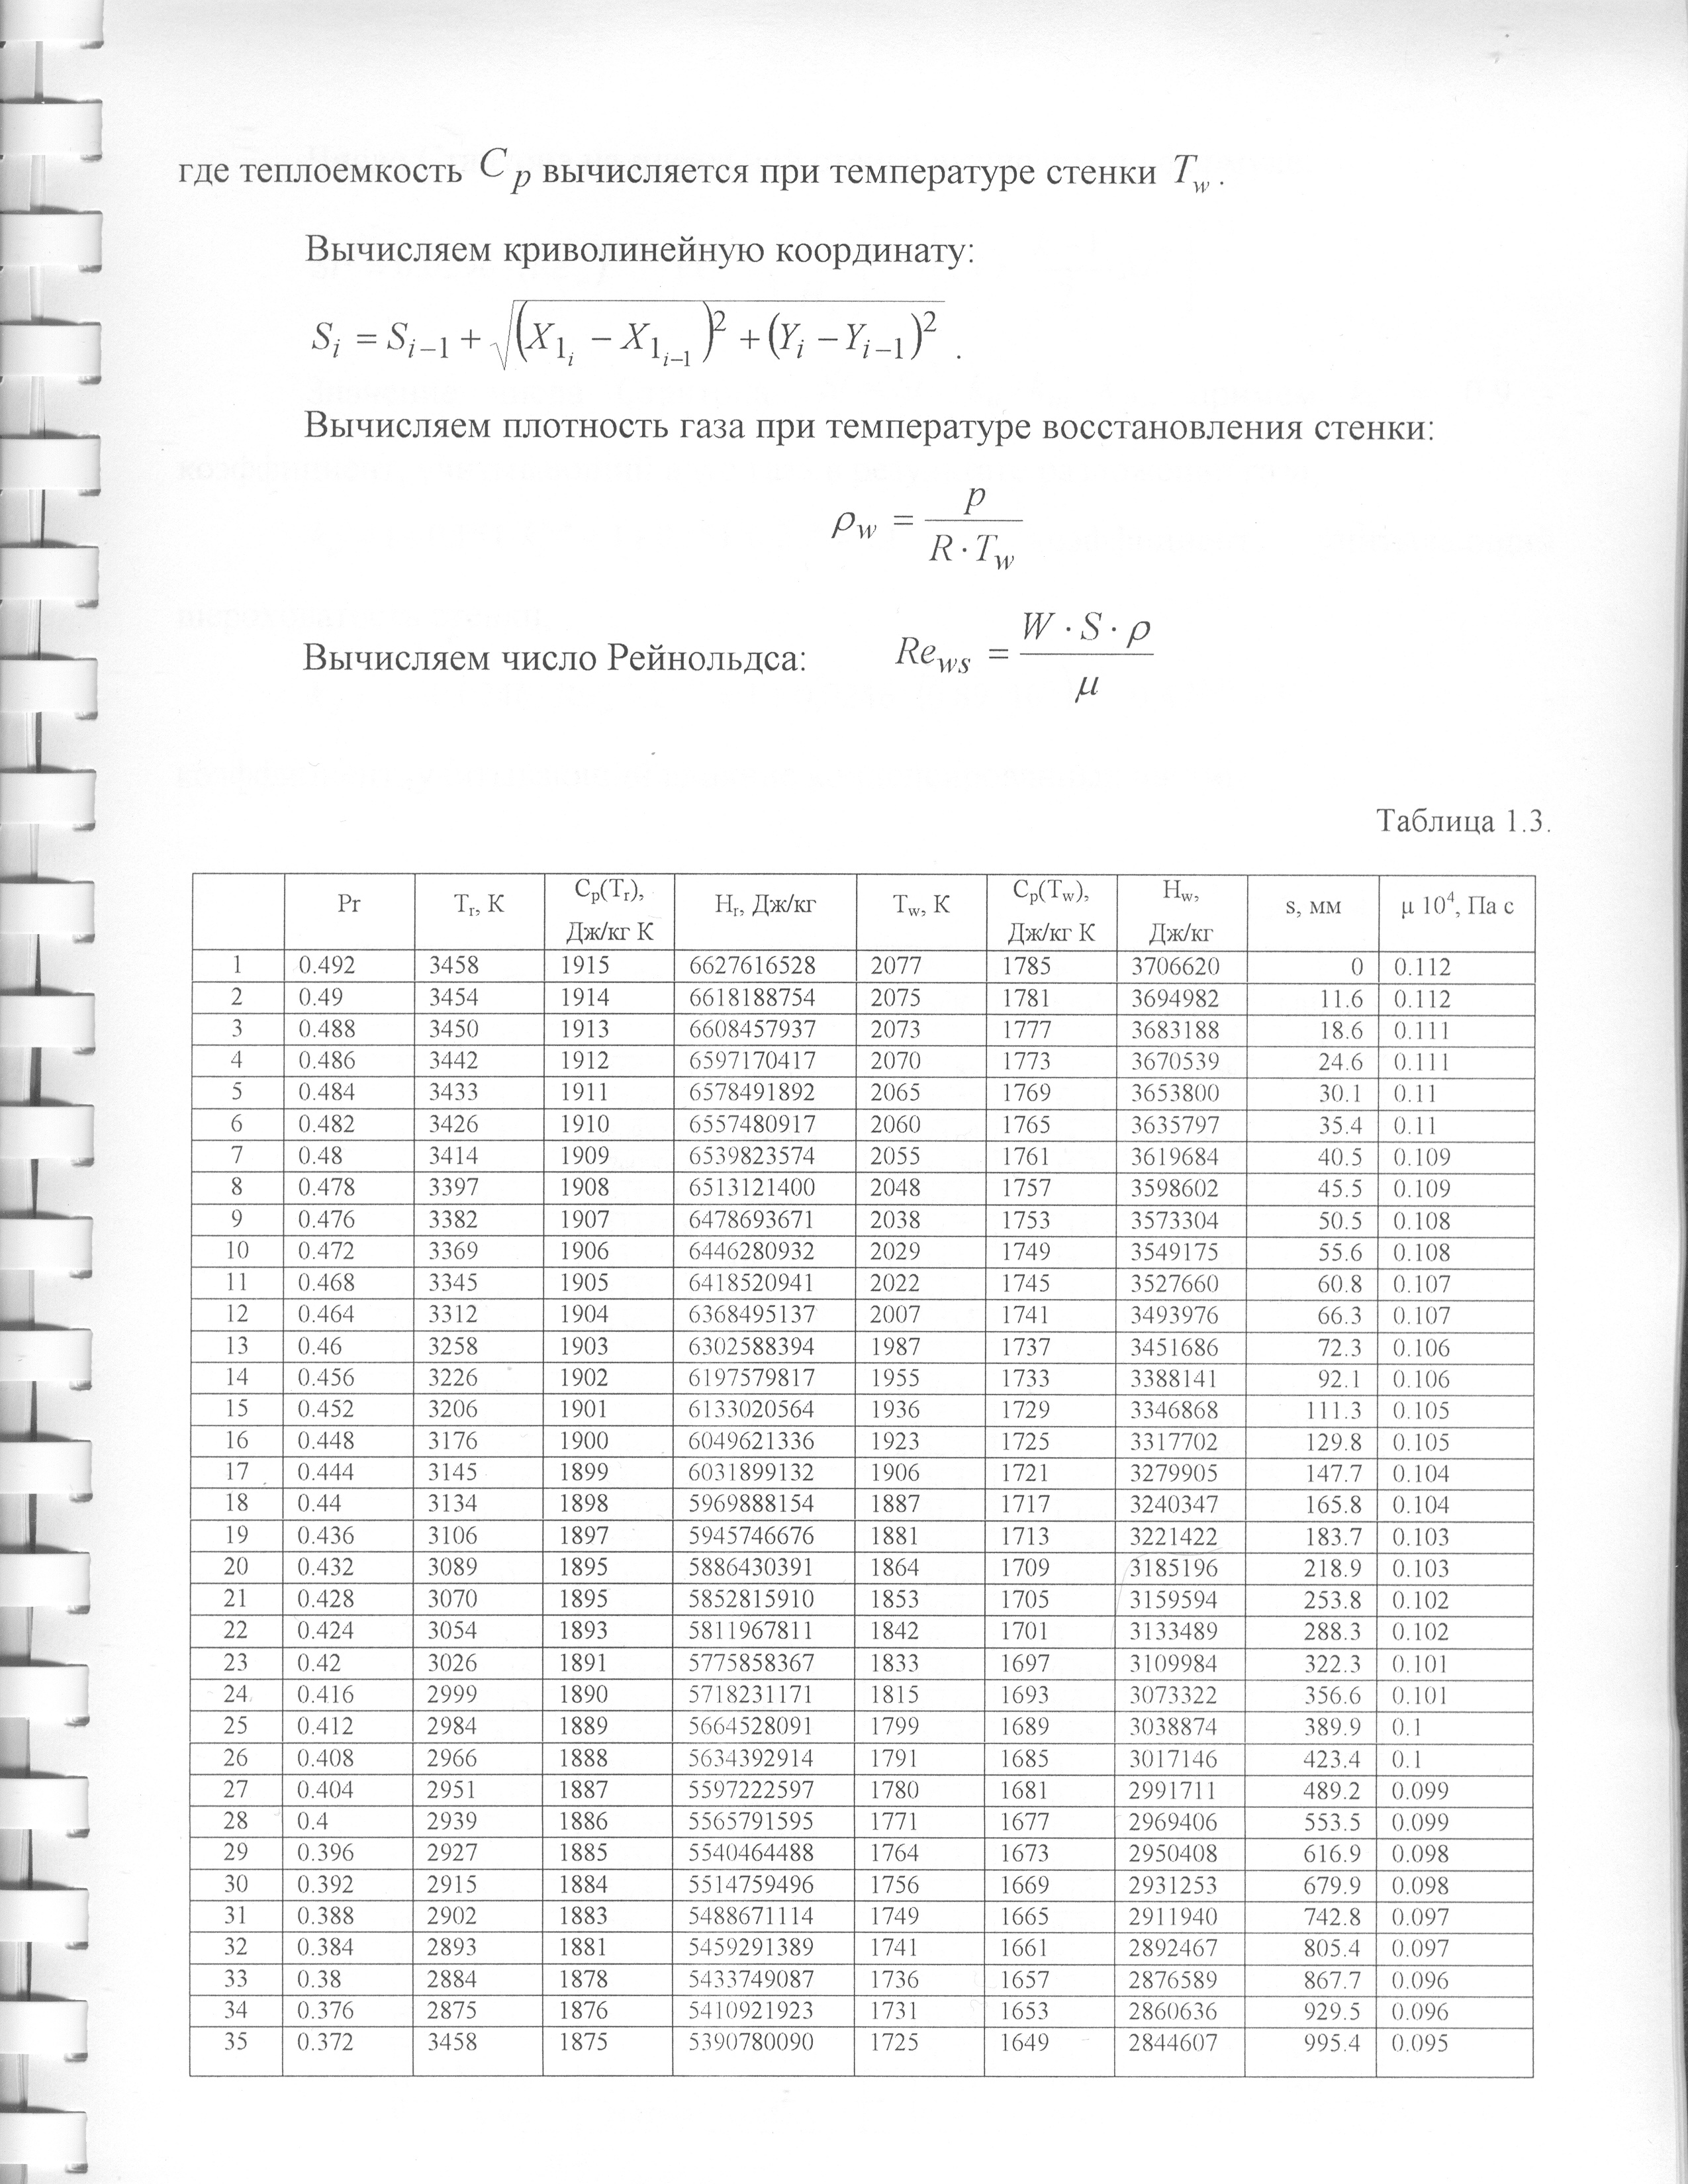 где теплоемкость C_p вычисляется при температуре стенки T_w .
Вычисляем криволинейную координату:
S_i = S_{i-1} + √((X_{1_i} − X_{1_{i-1}})² + (Y_i − Y_{i-1})²) .
Вычисляем плотность газа при температуре восстановления стенки:
ρ_w = p / (R · T_w)
Вычисляем число Рейнольдса: Re_{ws} = (W · S · ρ) / μ
Таблица 1.3.
Pr T_r, К C_p(T_r), Дж/кг К H_r, Дж/кг T_w, К C_p(T_w), Дж/кг К H_w, Дж/кг s, мм μ 10⁴, Па с
1 0.492 3458 1915 6627616528 2077 1785 3706620 0 0.112
2 0.49 3454 1914 6618188754 2075 1781 3694982 11.6 0.112
3 0.488 3450 1913 6608457937 2073 1777 3683188 18.6 0.111
4 0.486 3442 1912 6597170417 2070 1773 3670539 24.6 0.111
5 0.484 3433 1911 6578491892 2065 1769 3653800 30.1 0.11
6 0.482 3426 1910 6557480917 2060 1765 3635797 35.4 0.11
7 0.48 3414 1909 6539823574 2055 1761 3619684 40.5 0.109
8 0.478 3397 1908 6513121400 2048 1757 3598602 45.5 0.109
9 0.476 3382 1907 6478693671 2038 1753 3573304 50.5 0.108
10 0.472 3369 1906 6446280932 2029 1749 3549175 55.6 0.108
11 0.468 3345 1905 6418520941 2022 1745 3527660 60.8 0.107
12 0.464 3312 1904 6368495137 2007 1741 3493976 66.3 0.107
13 0.46 3258 1903 6302588394 1987 1737 3451686 72.3 0.106
14 0.456 3226 1902 6197579817 1955 1733 3388141 92.1 0.106
15 0.452 3206 1901 6133020564 1936 1729 3346868 111.3 0.105
16 0.448 3176 1900 6049621336 1923 1725 3317702 129.8 0.105
17 0.444 3145 1899 6031899132 1906 1721 3279905 147.7 0.104
18 0.44 3134 1898 5969888154 1887 1717 3240347 165.8 0.104
19 0.436 3106 1897 5945746676 1881 1713 3221422 183.7 0.103
20 0.432 3089 1895 5886430391 1864 1709 3185196 218.9 0.103
21 0.428 3070 1895 5852815910 1853 1705 3159594 253.8 0.102
22 0.424 3054 1893 5811967811 1842 1701 3133489 288.3 0.102
23 0.42 3026 1891 5775858367 1833 1697 3109984 322.3 0.101
24 0.416 2999 1890 5718231171 1815 1693 3073322 356.6 0.101
25 0.412 2984 1889 5664528091 1799 1689 3038874 389.9 0.1
26 0.408 2966 1888 5634392914 1791 1685 3017146 423.4 0.1
27 0.404 2951 1887 5597222597 1780 1681 2991711 489.2 0.099
28 0.4 2939 1886 5565791595 1771 1677 2969406 553.5 0.099
29 0.396 2927 1885 5540464488 1764 1673 2950408 616.9 0.098
30 0.392 2915 1884 5514759496 1756 1669 2931253 679.9 0.098
31 0.388 2902 1883 5488671114 1749 1665 2911940 742.8 0.097
32 0.384 2893 1881 5459291389 1741 1661 2892467 805.4 0.097
33 0.38 2884 1878 5433749087 1736 1657 2876589 867.7 0.096
34 0.376 2875 1876 5410921923 1731 1653 2860636 929.5 0.096
35 0.372 3458 1875 5390780090 1725 1649 2844607 995.4 0.095